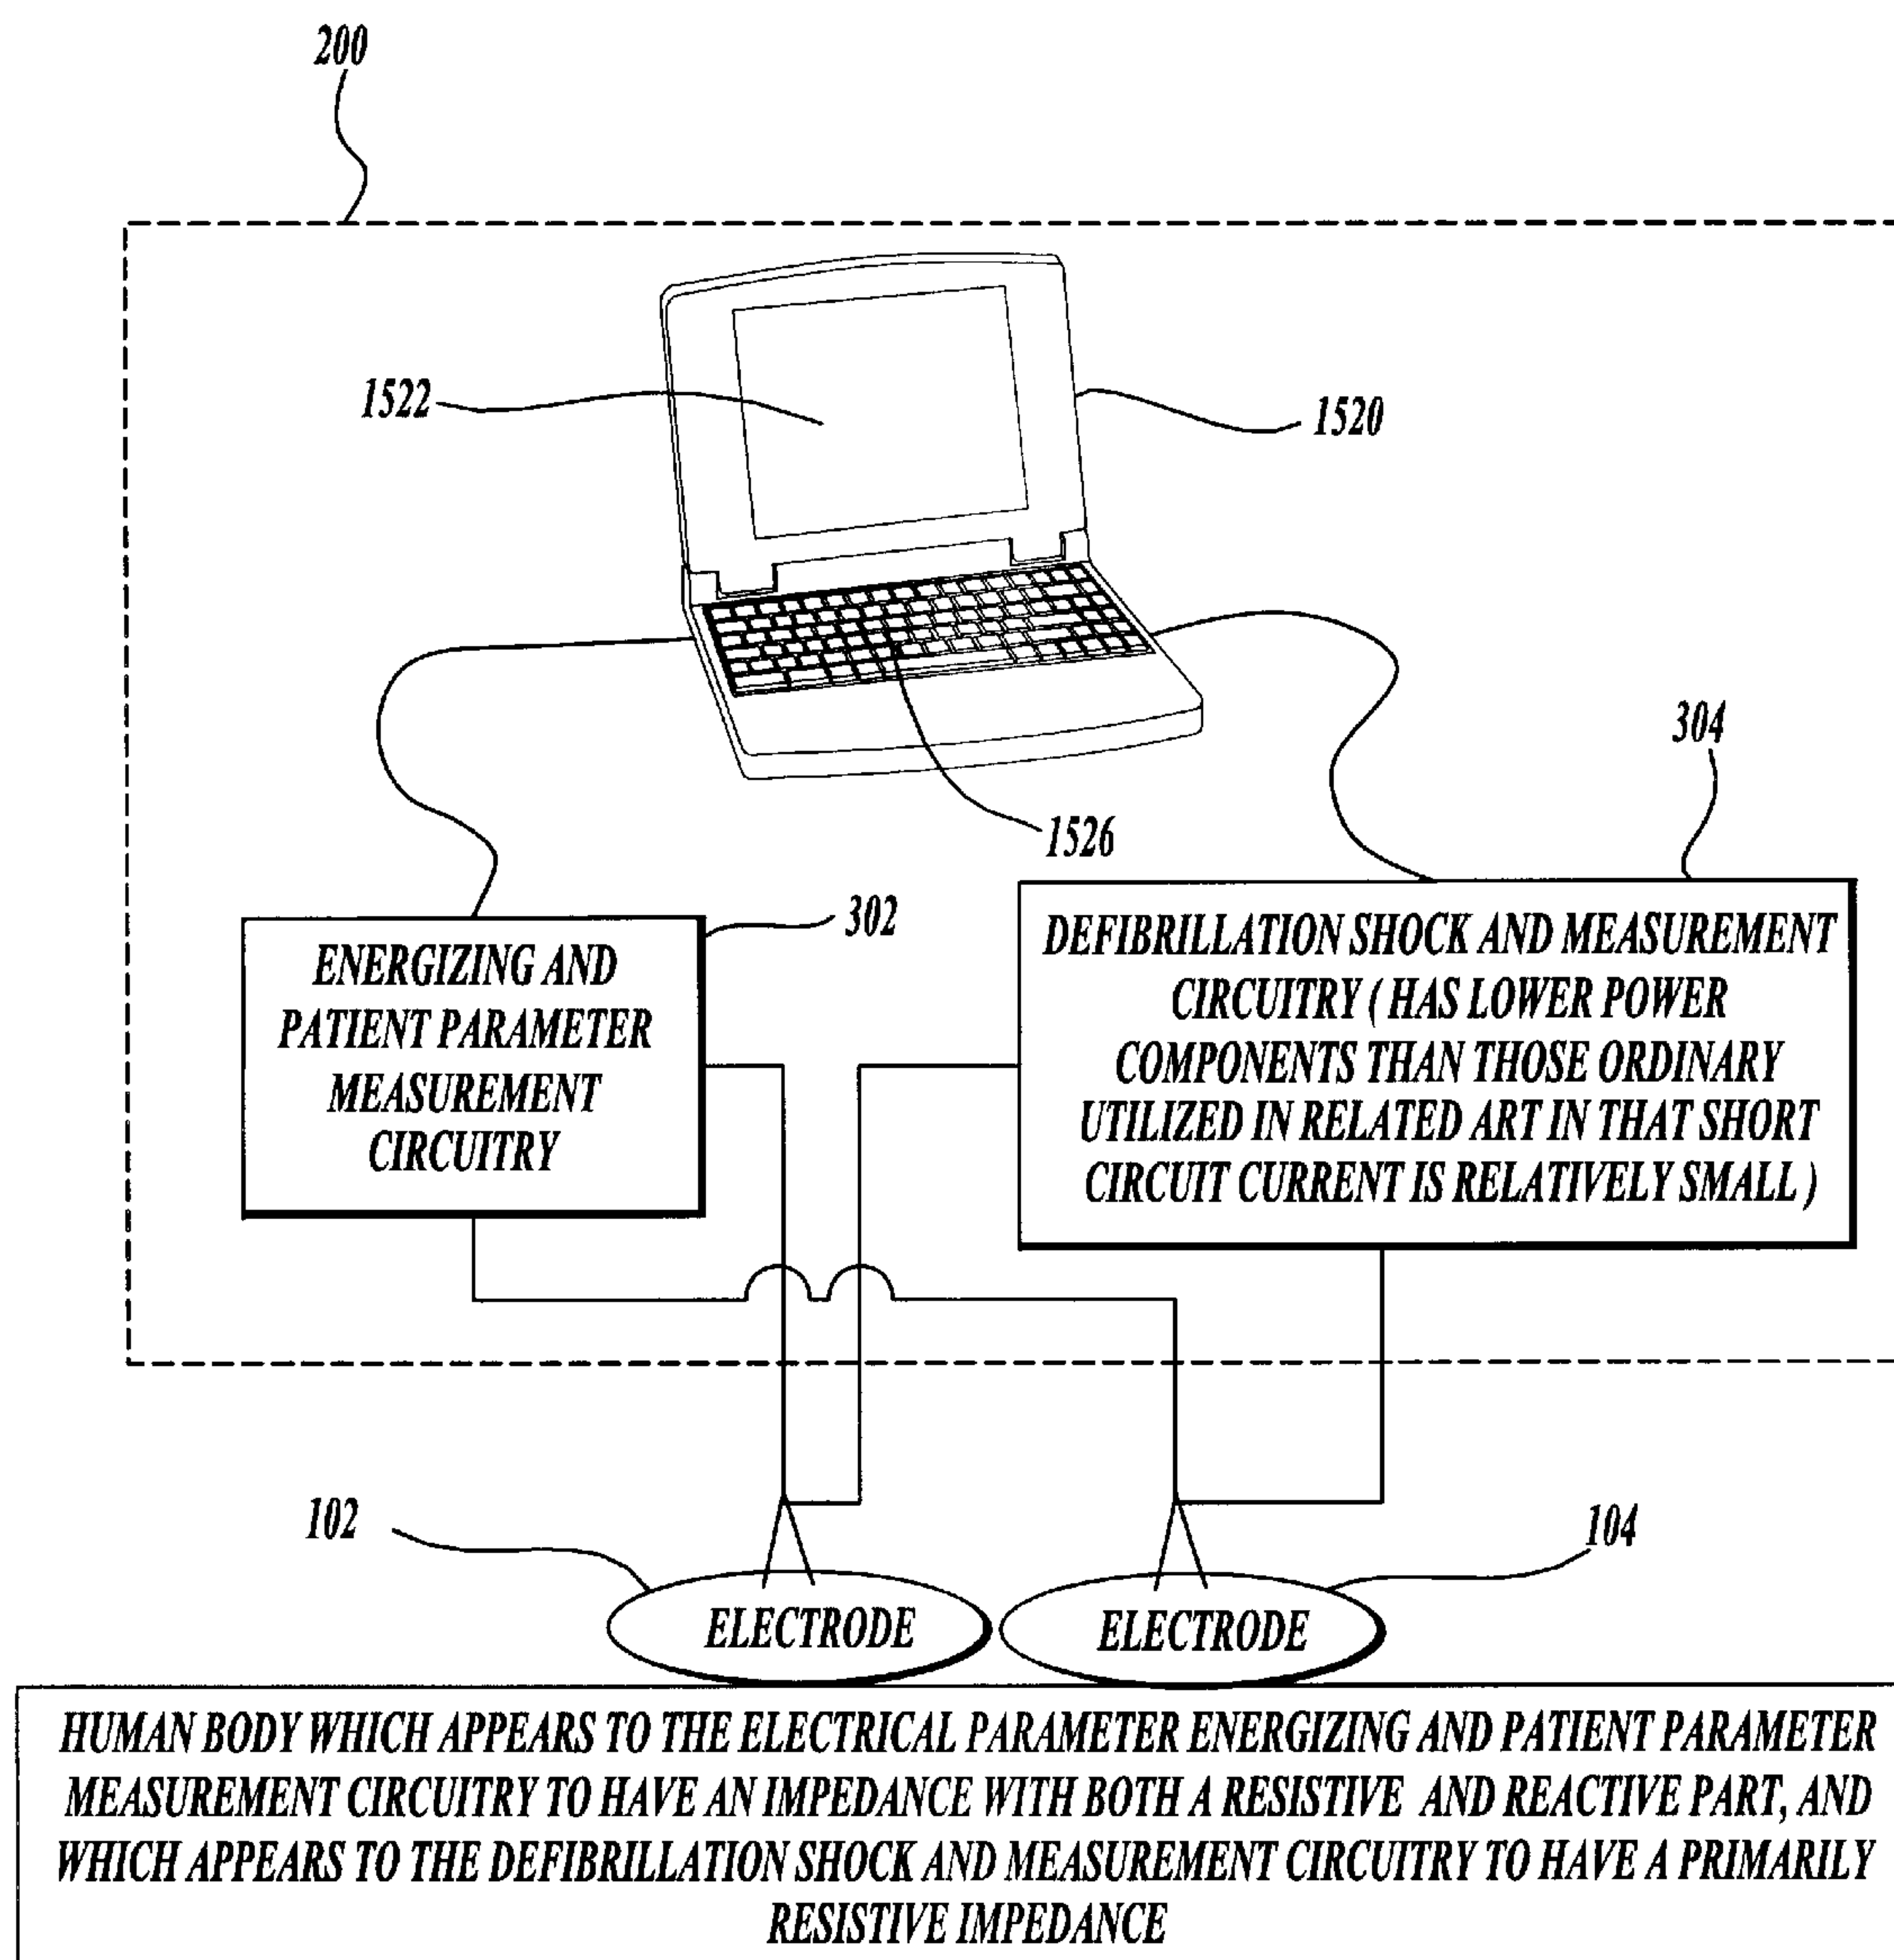 200
1522
1520
304
1526
302
ENERGIZING AND
PATIENT PARAMETER
MEASUREMENT
CIRCUITRY
DEFIBRILLATION SHOCK AND MEASUREMENT
CIRCUITRY ( HAS LOWER POWER
COMPONENTS THAN THOSE ORDINARY
UTILIZED IN RELATED ART IN THAT SHORT
CIRCUIT CURRENT IS RELATIVELY SMALL )
102
104
ELECTRODE
ELECTRODE
HUMAN BODY WHICH APPEARS TO THE ELECTRICAL PARAMETER ENERGIZING AND PATIENT PARAMETER
MEASUREMENT CIRCUITRY TO HAVE AN IMPEDANCE WITH BOTH A RESISTIVE AND REACTIVE PART, AND
WHICH APPEARS TO THE DEFIBRILLATION SHOCK AND MEASUREMENT CIRCUITRY TO HAVE A PRIMARILY
RESISTIVE IMPEDANCE